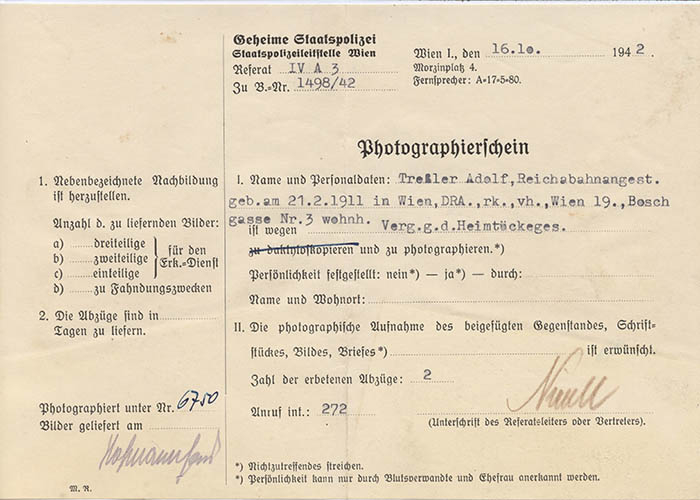 Geheime Staatspolizei
Staatspolizeileitstelle Wien
Referat IV A 3
Zu B.-Nr. 1498/42
Wien I., den 16.10. 1942.
Morzinplatz 4.
Fernsprecher: A-17-5-80.
Photographierschein
1. Nebenbezeichnete Nachbildung
ist herzustellen.
Anzahl d. zu liefernden Bilder:
a) dreiteilige
b) zweiteilige
c) einteilige
für den
Erk.-Dienst
d) zu Fahndungszwecken
2. Die Abzüge sind in
Tagen zu liefern.
Photographiert unter Nr. 6750
Bilder geliefert am
M. R.
I. Name und Personaldaten: Treßler Adolf, Reichsbahnangest.
geb.am 21.2.1911 in Wien,DRA.,rk.,vh.,Wien 19.,Bosch
gasse Nr.3 wohnh.
ist wegen Verg.g.d.Heimtückeges.
zu daktyloskopieren und zu photographieren.*)
Persönlichkeit festgestellt: nein*) — ja*) — durch:
Name und Wohnort:
II. Die photographische Aufnahme des beigefügten Gegenstandes, Schrift-
stückes, Bildes, Briefes*) ist erwünscht.
Zahl der erbetenen Abzüge: 2
Anruf int.: 272
(Unterschrift des Referatsleiters oder Vertreters).
*) Nichtzutreffendes streichen.
*) Persönlichkeit kann nur durch Blutsverwandte und Ehefrau anerkannt werden.